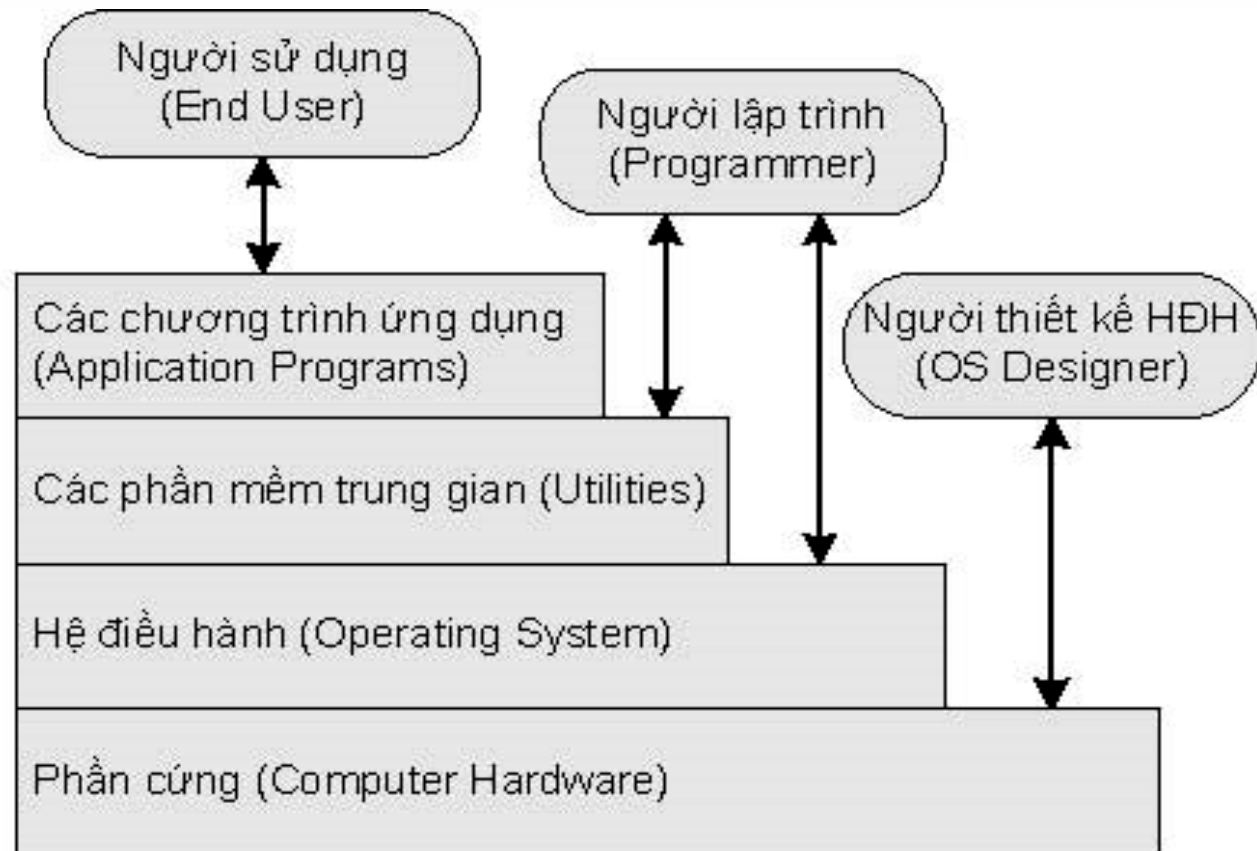 Người sử dụng
(End User)
Người lập trình
(Programmer)
Các chương trình ứng dụng
(Application Programs)
Người thiết kế HĐH
(OS Designer)
Các phần mềm trung gian (Utilities)
Hệ điều hành (Operating System)
Phần cứng (Computer Hardware)